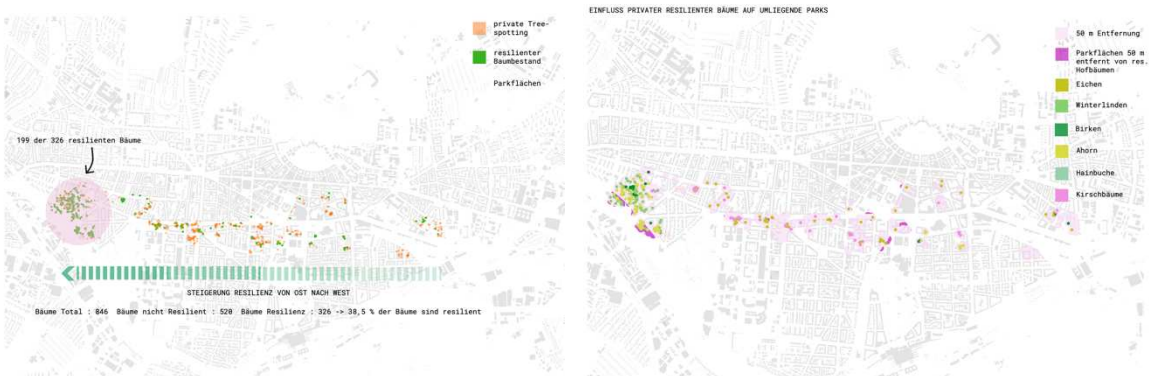 private Tree-
spotting
resilienter
Baumbestand
Parkflächen
199 der 326 resilienten Bäume
STEIGERUNG RESILIENZ VON OST NACH WEST
Bäume Total : 846 Bäume nicht Resilient : 520 Bäume Resilienz : 326 -> 38,5 % der Bäume sind resilient
EINFLUSS PRIVATER RESILIENTER BÄUME AUF UMLIEGENDE PARKS
50 m Entfernung
Parkflächen 50 m
entfernt von res.
Hofbäumen
Eichen
Winterlinden
Birken
Ahorn
Hainbuche
Kirschbäume